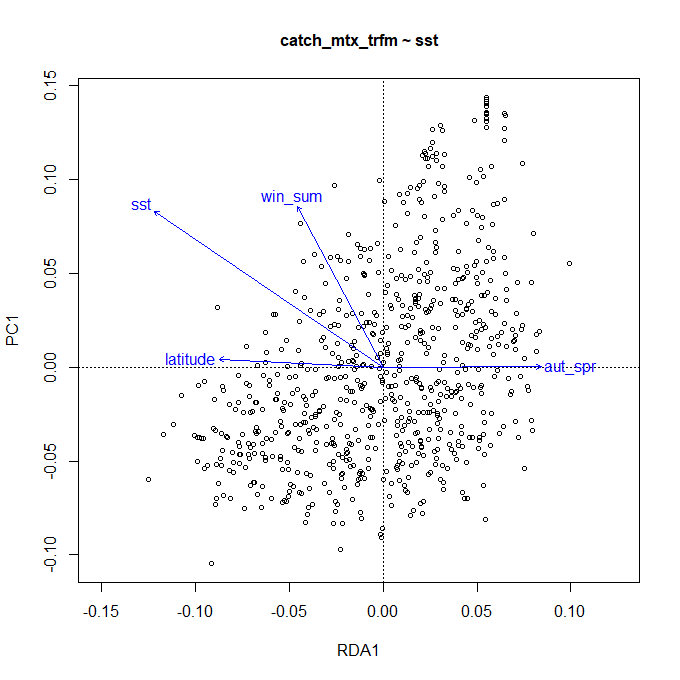 catch_mtx_trfm ~ sst
0.15
0.10
0.05
0.00
-0.05
-0.10
PC1
sst
win_sum
latitude
aut_spr
-0.15
-0.10
-0.05
0.00
0.05
0.10
RDA1